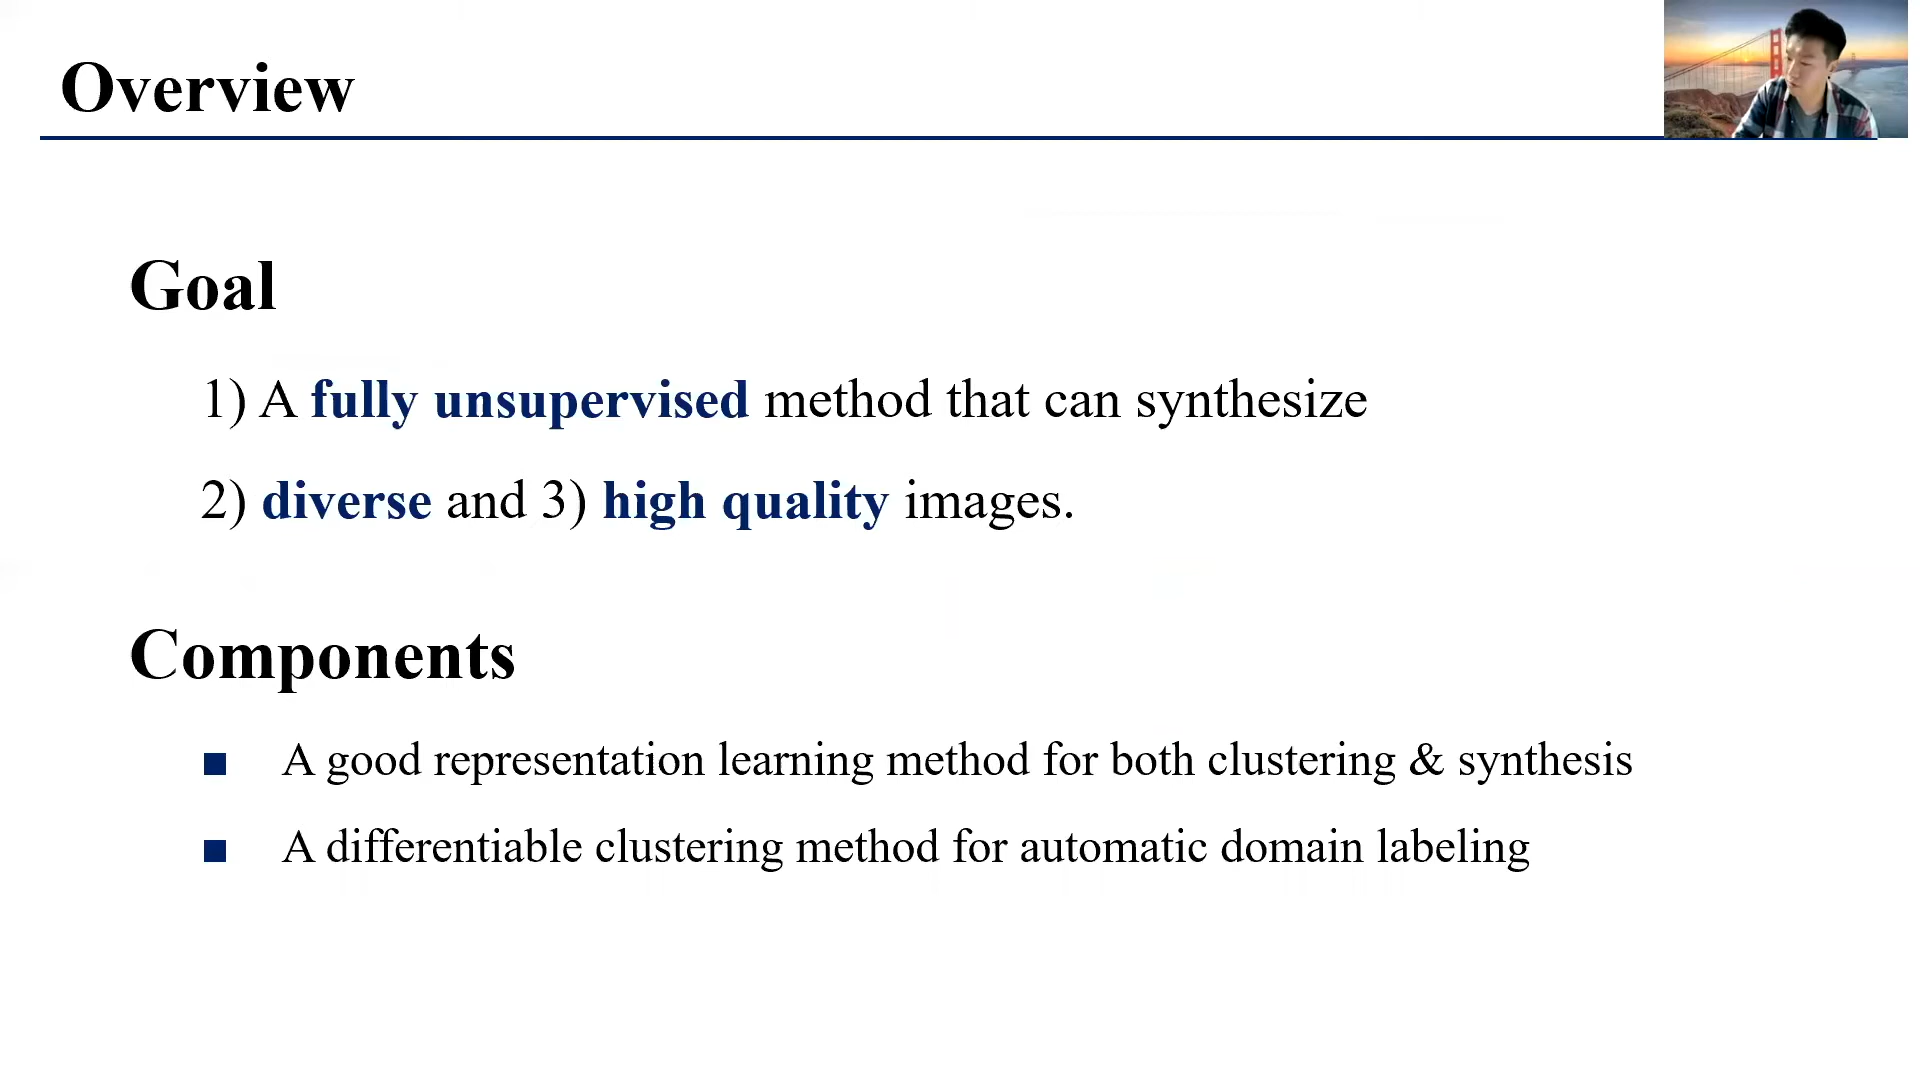 Overview
Goal
1) A fully unsupervised method that can synthesize
2) diverse and 3) high quality images.
Components
■ A good representation learning method for both clustering & synthesis
■ A differentiable clustering method for automatic domain labeling